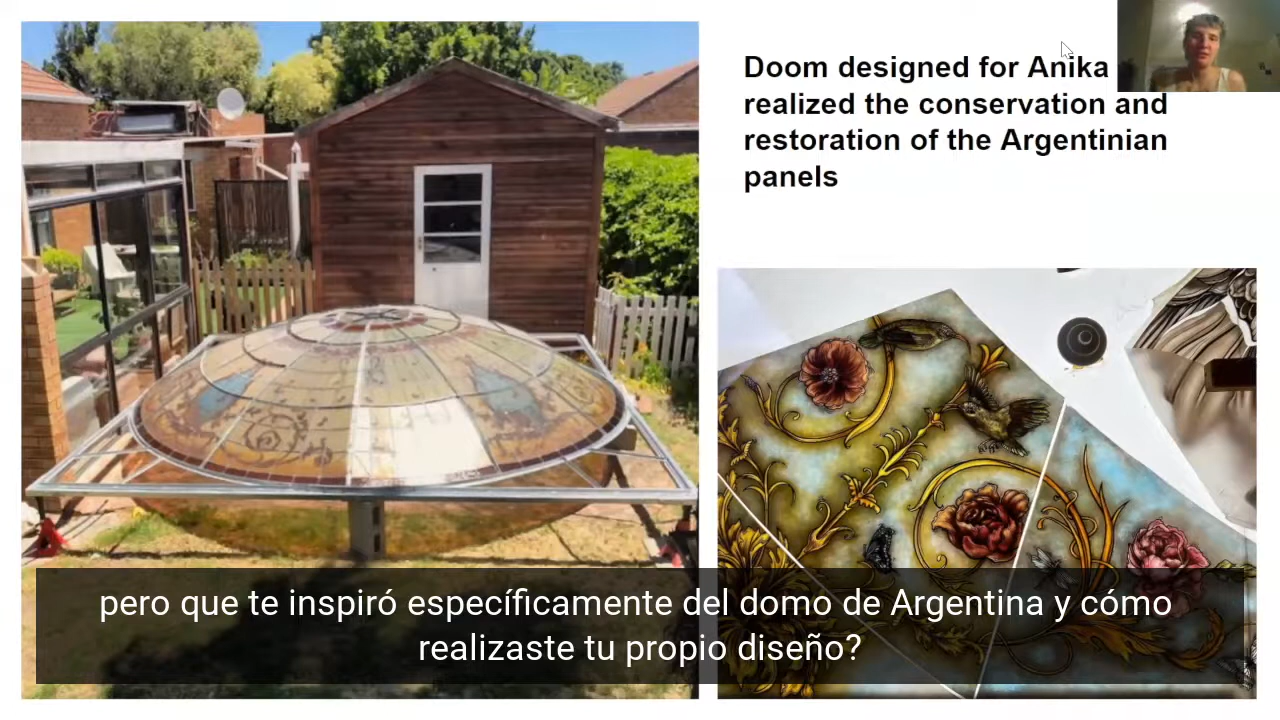 Doom designed for Anika
realized the conservation and
restoration of the Argentinian
panels
pero que te inspiró específicamente del domo de Argentina y cómo
realizaste tu propio diseño?